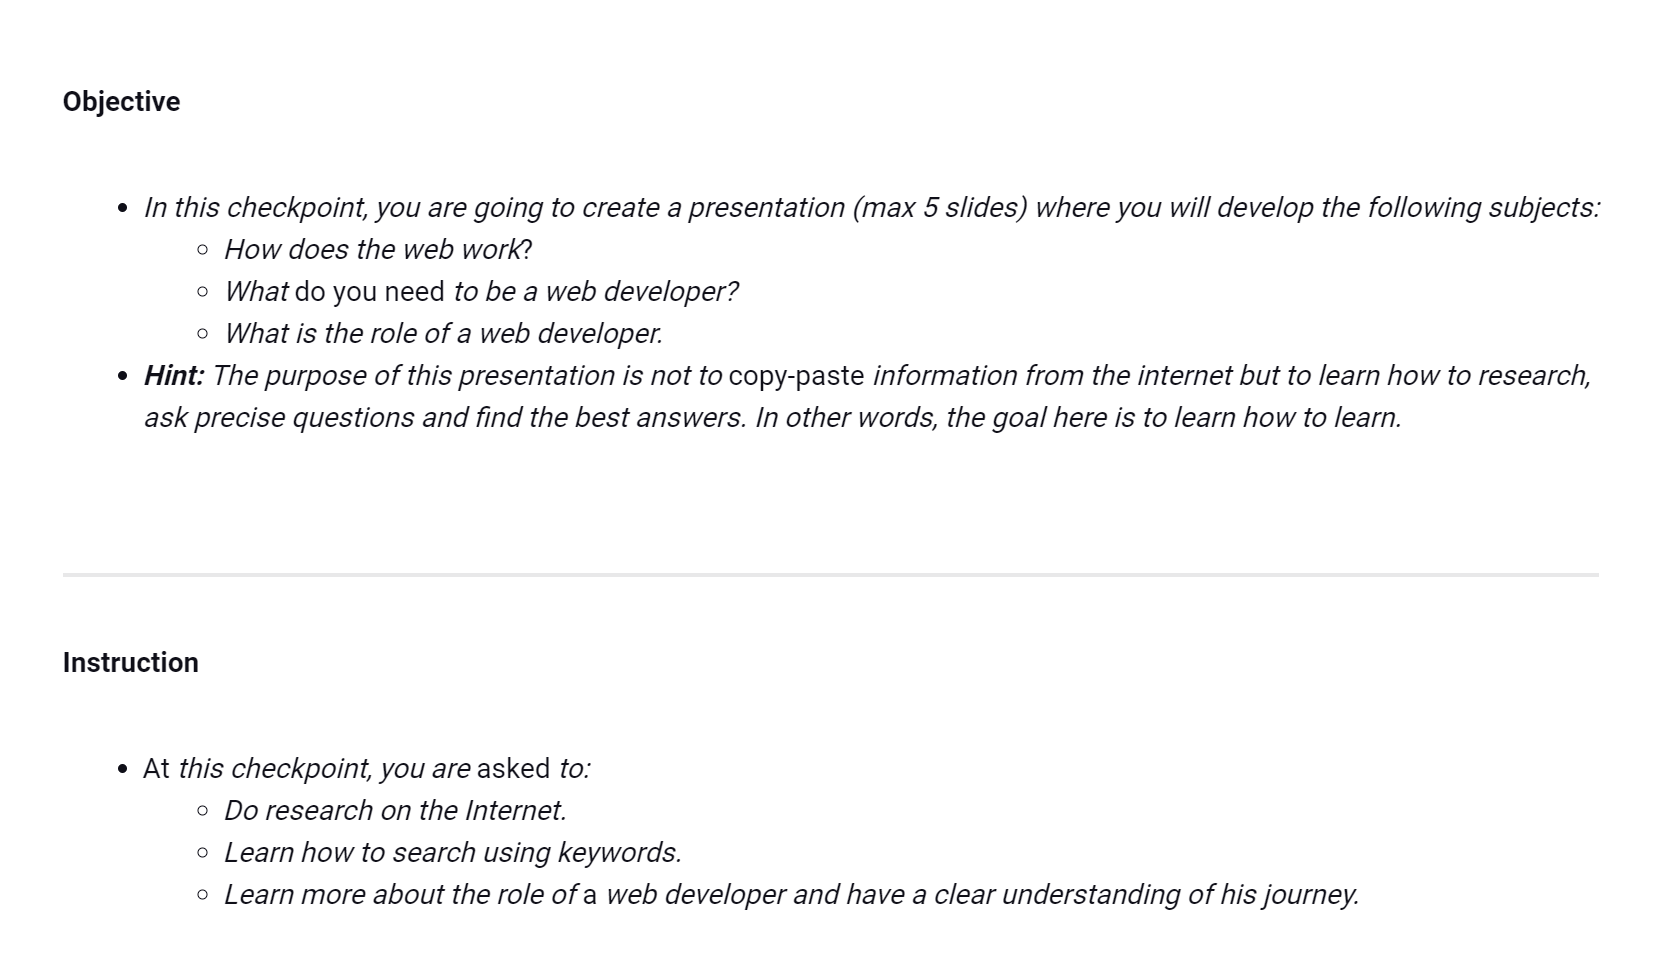 Objective
In this checkpoint, you are going to create a presentation (max 5 slides) where you will develop the following subjects:
How does the web work?
What do you need to be a web developer?
What is the role of a web developer.
Hint: The purpose of this presentation is not to copy-paste information from the internet but to learn how to research,
ask precise questions and find the best answers. In other words, the goal here is to learn how to learn.
Instruction
At this checkpoint, you are asked to:
Do research on the Internet.
Learn how to search using keywords.
Learn more about the role of a web developer and have a clear understanding of his journey.